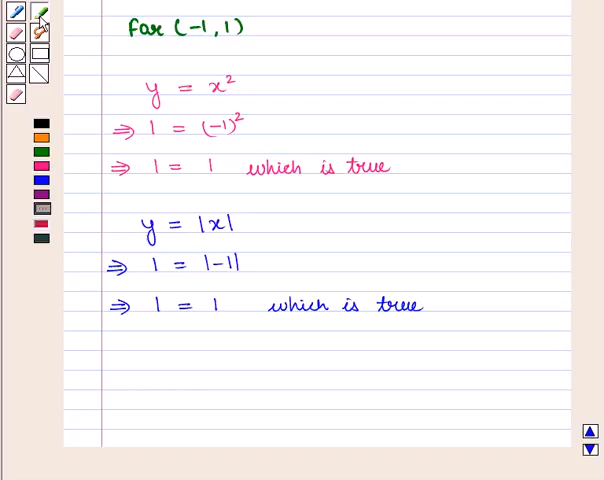 For (-1, 1)
y = x²
⇒ 1 = (-1)²
⇒ 1 = 1 which is true
y = |x|
⇒ 1 = |-1|
⇒ 1 = 1 which is true